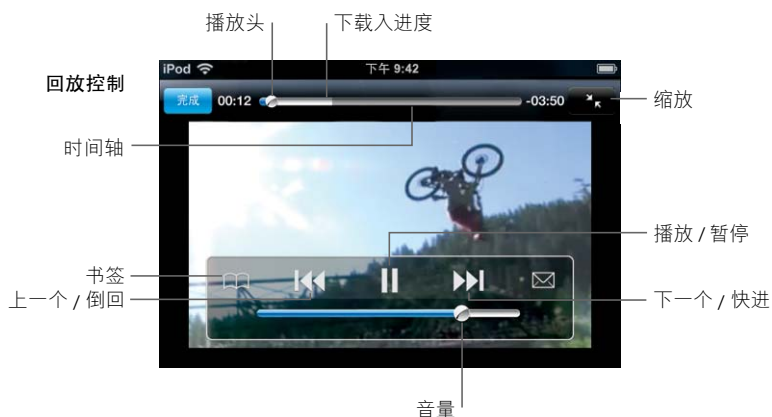 播放头
下载入进度
回放控制
iPod
下午 9:42
完成
00:12
-03:50
缩放
时间轴
播放 / 暂停
书签
上一个 / 倒回
下一个 / 快进
音量